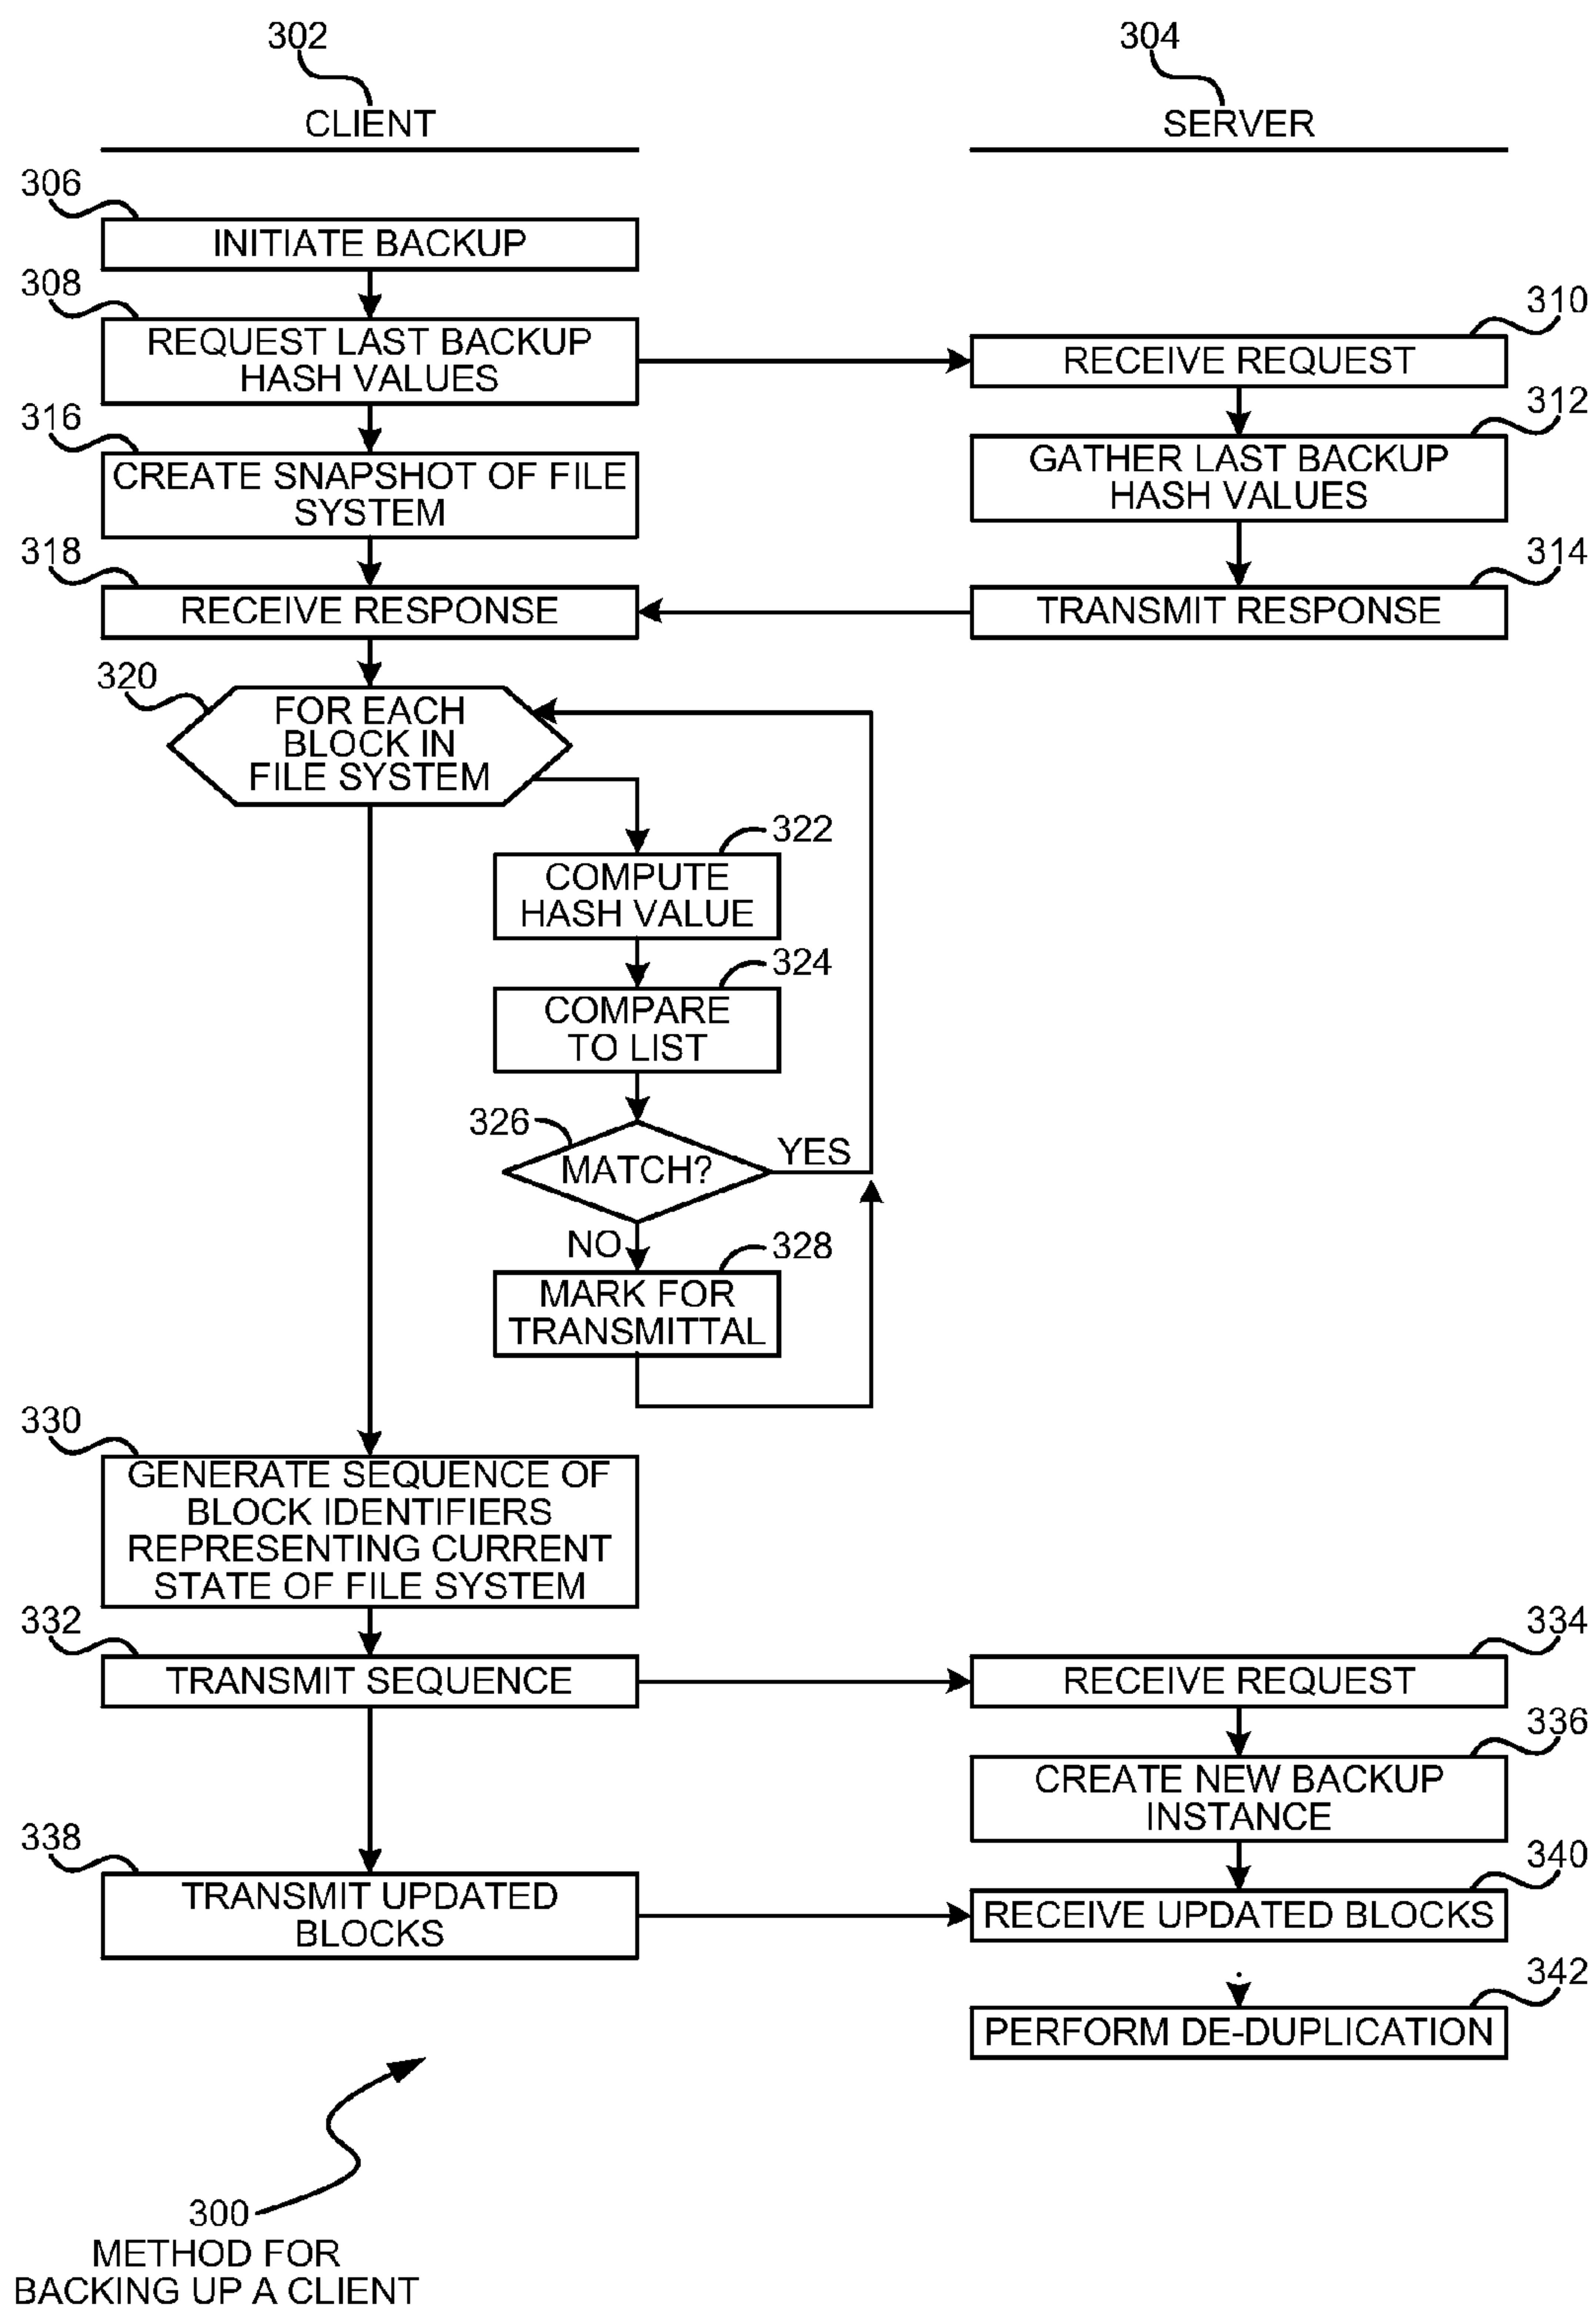 302
304
CLIENT
SERVER
306
INITIATE BACKUP
308
REQUEST LAST BACKUP
HASH VALUES
310
RECEIVE REQUEST
316
CREATE SNAPSHOT OF FILE
SYSTEM
312
GATHER LAST BACKUP
HASH VALUES
318
RECEIVE RESPONSE
314
TRANSMIT RESPONSE
320
FOR EACH
BLOCK IN
FILE SYSTEM
322
COMPUTE
HASH VALUE
324
COMPARE
TO LIST
326
MATCH?
YES
NO
328
MARK FOR
TRANSMITTAL
330
GENERATE SEQUENCE OF
BLOCK IDENTIFIERS
REPRESENTING CURRENT
STATE OF FILE SYSTEM
332
TRANSMIT SEQUENCE
334
RECEIVE REQUEST
336
CREATE NEW BACKUP
INSTANCE
338
TRANSMIT UPDATED
BLOCKS
340
RECEIVE UPDATED BLOCKS
342
PERFORM DE-DUPLICATION
300
METHOD FOR
BACKING UP A CLIENT